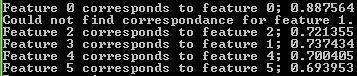 Feature 0 corresponds to feature 0; 0.887564
Could not find correspondance for feature 1.
Feature 2 corresponds to feature 2; 0.721355
Feature 3 corresponds to feature 1; 0.737434
Feature 4 corresponds to feature 4; 0.700405
Feature 5 corresponds to feature 5; 0.693955